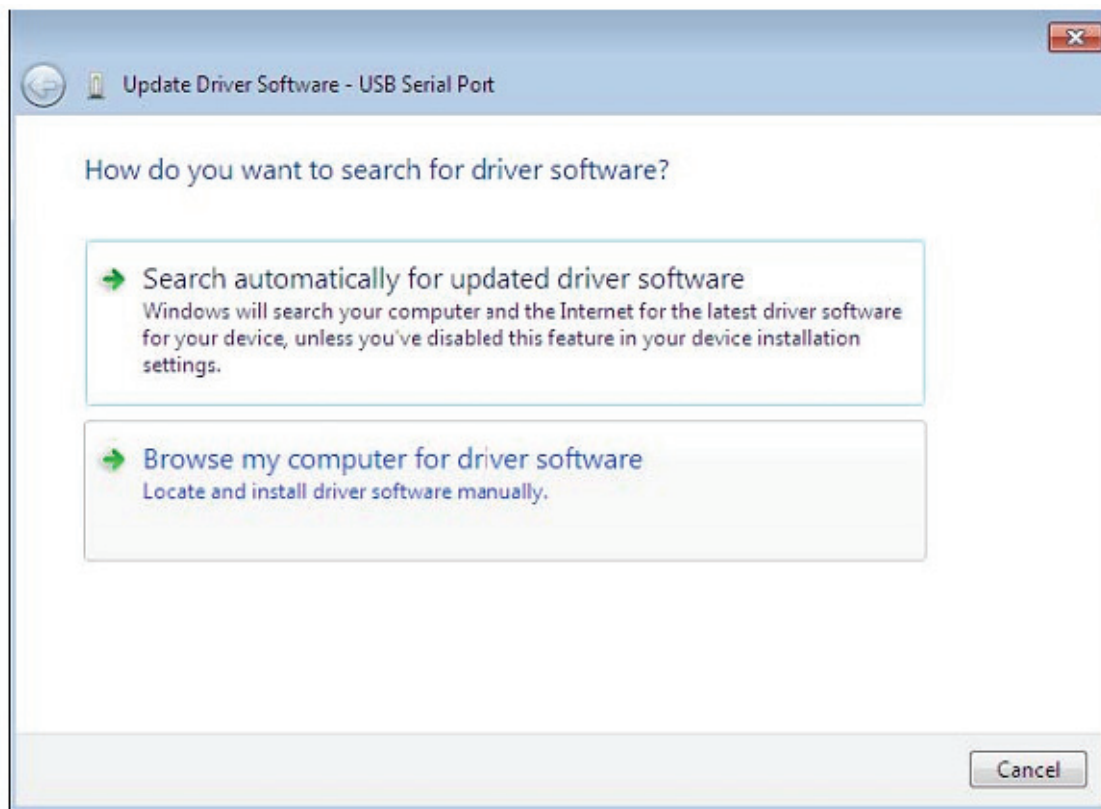 Update Driver Software - USB Serial Port
How do you want to search for driver software?
Search automatically for updated driver software
Windows will search your computer and the Internet for the latest driver software
for your device, unless you've disabled this feature in your device installation
settings.
Browse my computer for driver software
Locate and install driver software manually.
Cancel